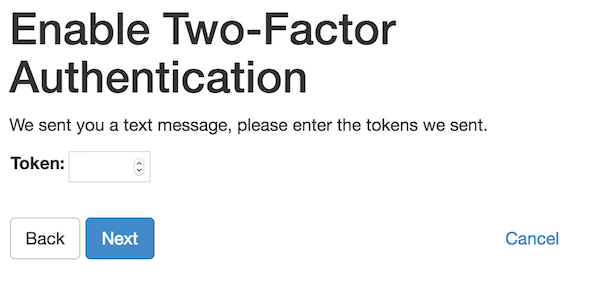 Enable Two-Factor
Authentication
We sent you a text message, please enter the tokens we sent.
Token:
Back Next Cancel